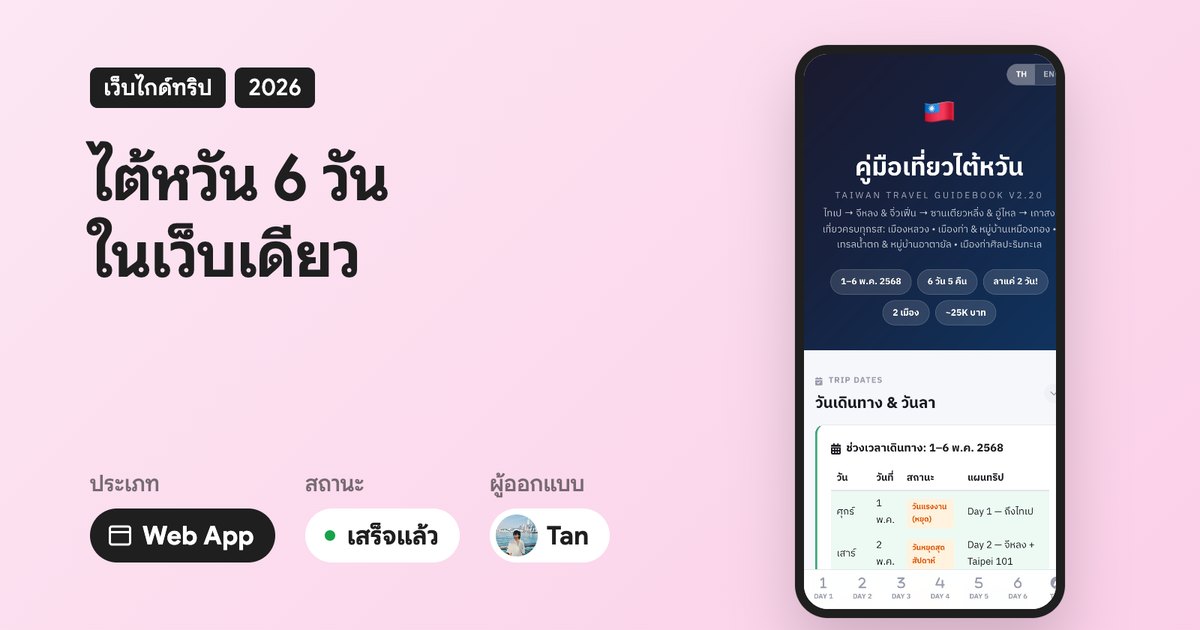 เว็บไกด์ทริป
2026
ไต้หวัน 6 วัน
ในเว็บเดียว
ประเภท
Web App
สถานะ
เสร็จแล้ว
ผู้ออกแบบ
Tan
TH
EN
คู่มือเที่ยวไต้หวัน
TAIWAN TRAVEL GUIDEBOOK V2.20
ไทเป → จีหลง & จิ่วเฟิ่น → ซานเตียวหลิ่ง & อู๋ไหล → เกาสง
เที่ยวครบทุกรส: เมืองหลวง • เมืองท่า & หมู่บ้านเหมืองทอง •
เทรลน้ำตก & หมู่บ้านอาตายัล • เมืองท่าศิลปะริมทะเล
1–6 พ.ค. 2568
6 วัน 5 คืน
ลาแค่ 2 วัน!
2 เมือง
~25K บาท
TRIP DATES
วันเดินทาง & วันลา
ช่วงเวลาเดินทาง: 1–6 พ.ค. 2568
วัน วันที่ สถานะ แผนทริป
ศุกร์ 1 พ.ค. วันแรงงาน (หยุด) Day 1 — ถึงไทเป
เสาร์ 2 พ.ค. วันหยุดสุดสัปดาห์ Day 2 — จีหลง + Taipei 101
1 2 3 4 5 6
DAY 1 DAY 2 DAY 3 DAY 4 DAY 5 DAY 6